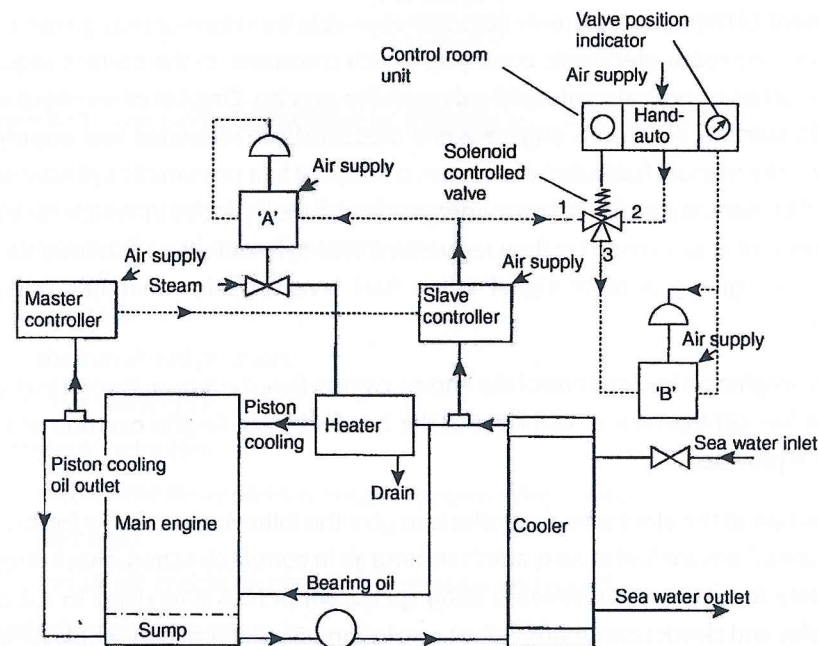 Valve position
indicator
Control room
unit
Air supply
Hand-
auto
Air supply
Solenoid
controlled
valve
1
2
3
'A'
Air supply
Steam
Air supply
Master
controller
Slave
controller
Air supply
'B'
Piston
cooling
Heater
Sea water inlet
Piston cooling
oil outlet
Drain
Main engine
Cooler
Bearing oil
Sea water outlet
Sump